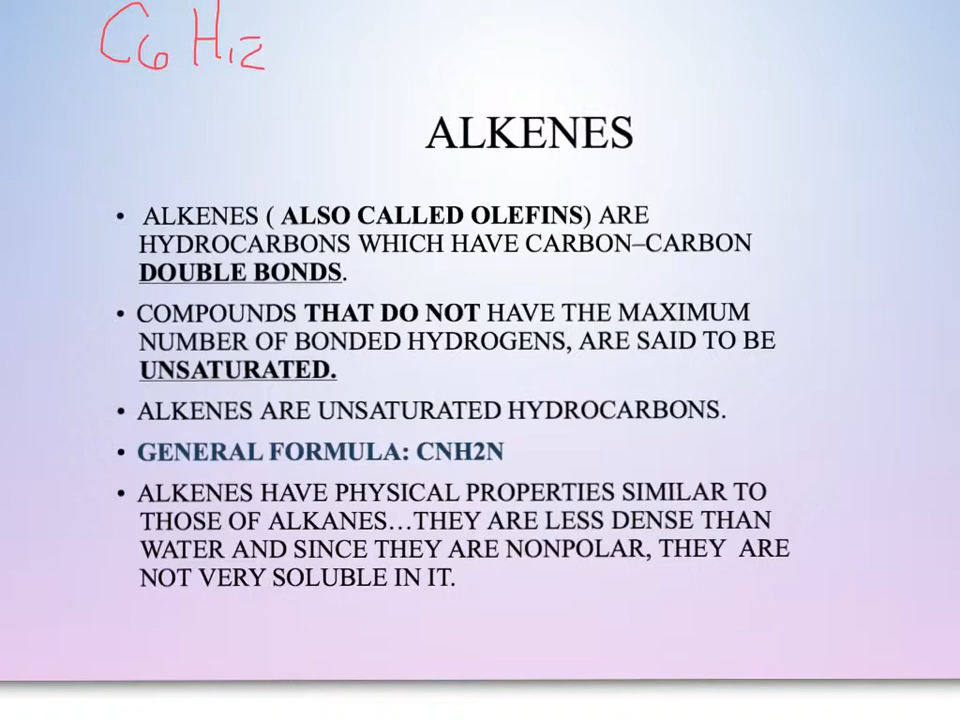 C6 H12
ALKENES
• ALKENES ( ALSO CALLED OLEFINS) ARE
HYDROCARBONS WHICH HAVE CARBON–CARBON
DOUBLE BONDS.
• COMPOUNDS THAT DO NOT HAVE THE MAXIMUM
NUMBER OF BONDED HYDROGENS, ARE SAID TO BE
UNSATURATED.
• ALKENES ARE UNSATURATED HYDROCARBONS.
• GENERAL FORMULA: CNH2N
• ALKENES HAVE PHYSICAL PROPERTIES SIMILAR TO
THOSE OF ALKANES…THEY ARE LESS DENSE THAN
WATER AND SINCE THEY ARE NONPOLAR, THEY ARE
NOT VERY SOLUBLE IN IT.